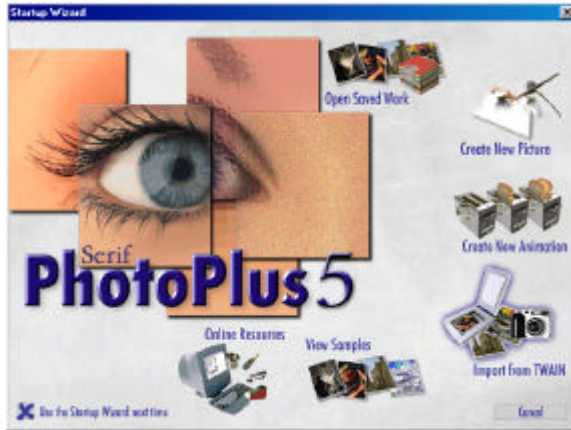 Startup Wizard
Open Saved Work
Create New Picture
Create New Animation
Serif
PhotoPlus 5
Online Resources
View Samples
Import from TWAIN
Use the Startup Wizard next time
Cancel